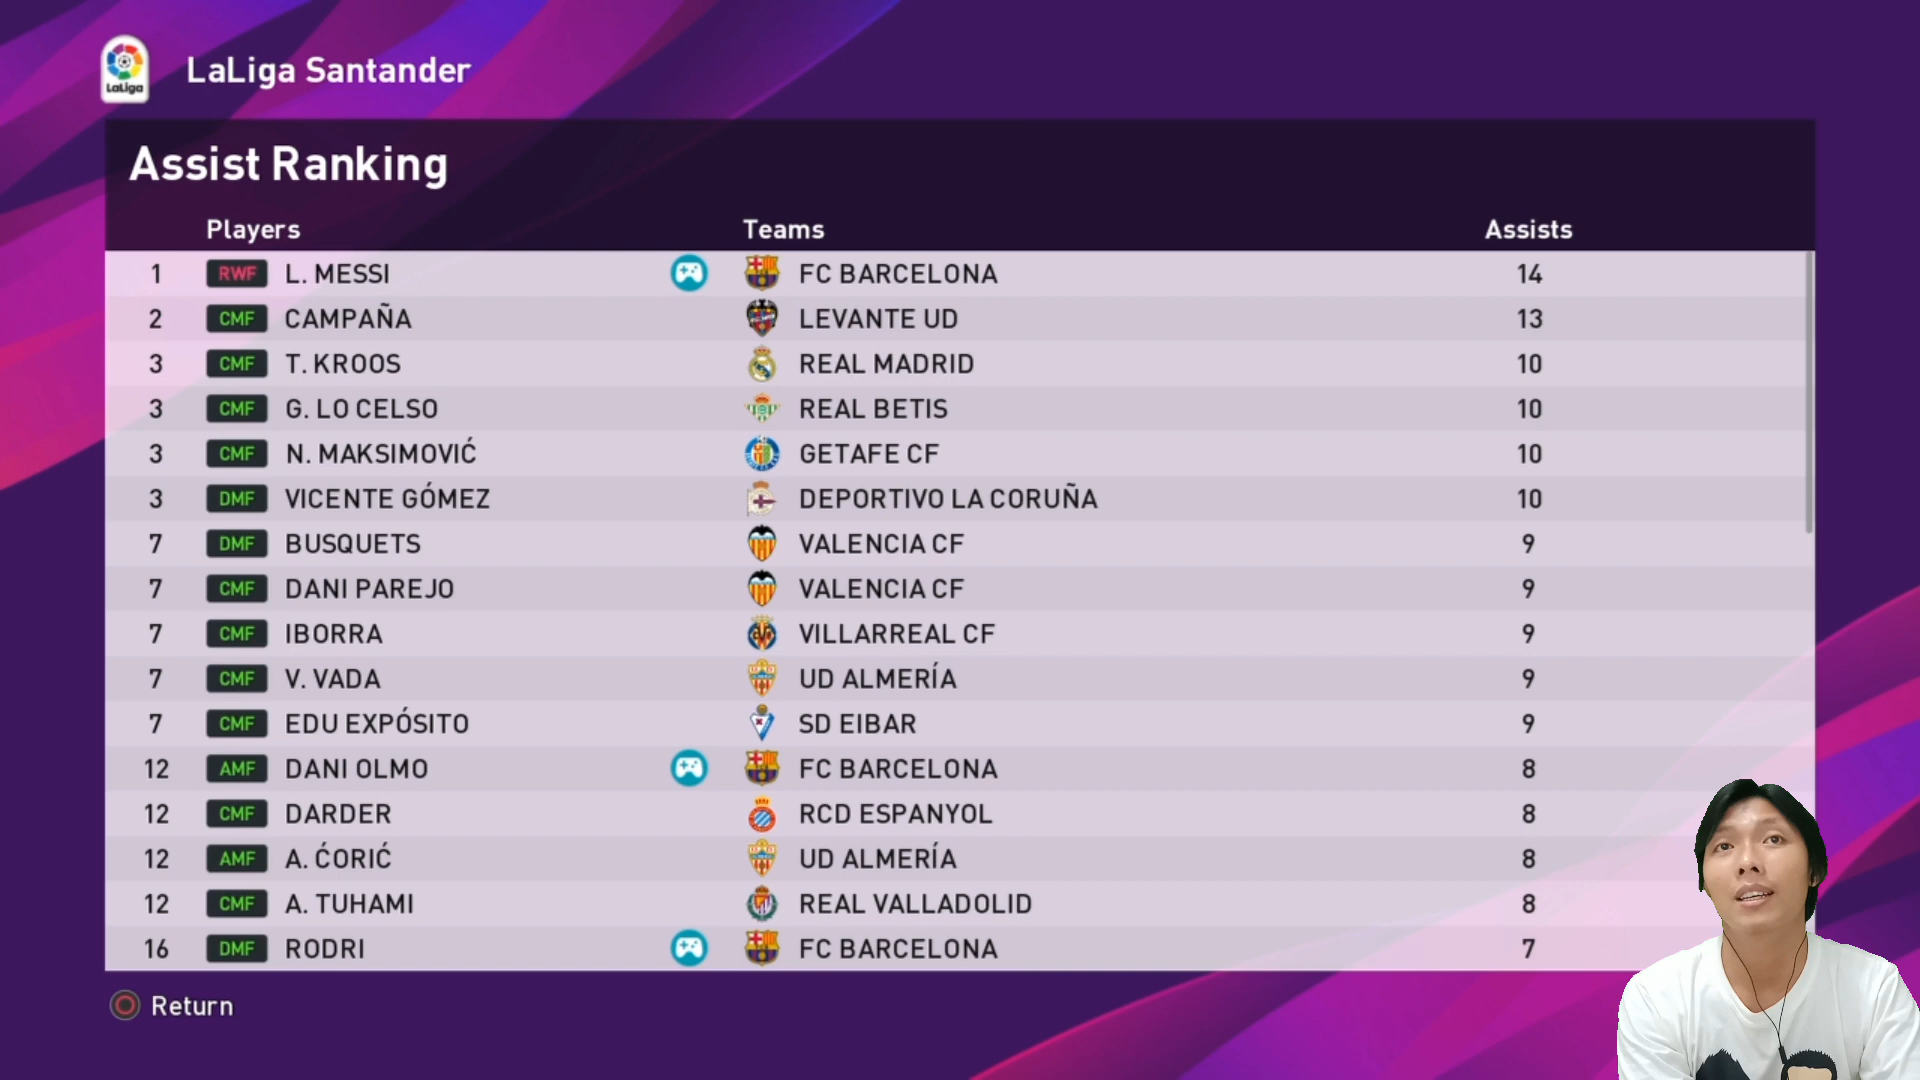 LaLiga
LaLiga Santander
Assist Ranking
Players Teams Assists
1 RWF L. MESSI FC BARCELONA 14
2 CMF CAMPAÑA LEVANTE UD 13
3 CMF T. KROOS REAL MADRID 10
3 CMF G. LO CELSO REAL BETIS 10
3 CMF N. MAKSIMOVIĆ GETAFE CF 10
3 DMF VICENTE GÓMEZ DEPORTIVO LA CORUÑA 10
7 DMF BUSQUETS VALENCIA CF 9
7 CMF DANI PAREJO VALENCIA CF 9
7 CMF IBORRA VILLARREAL CF 9
7 CMF V. VADA UD ALMERÍA 9
7 CMF EDU EXPÓSITO SD EIBAR 9
12 AMF DANI OLMO FC BARCELONA 8
12 CMF DARDER RCD ESPANYOL 8
12 AMF A. ĆORIĆ UD ALMERÍA 8
12 CMF A. TUHAMI REAL VALLADOLID 8
16 DMF RODRI FC BARCELONA 7
Return